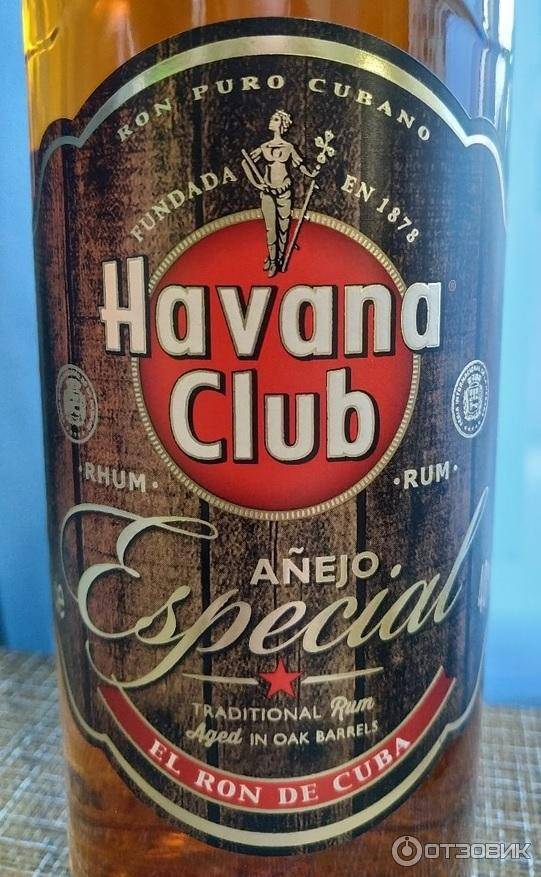 RON PURO CUBANO
FUNDADA EN 1878
Havana
Club
·RHUM· ·RUM·
AÑEJO
Especial
TRADITIONAL Rum
Aged IN OAK BARRELS
EL RON DE CUBA
ОТЗОВИК